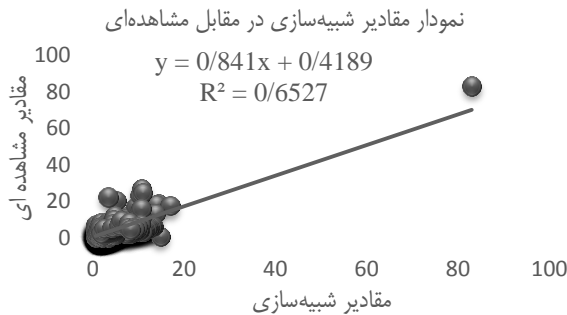 نمودار مقادیر شبیه‌سازی در مقابل مشاهده‌ای
y = 0/841x + 0/4189
R² = 0/6527
مقادیر مشاهده ای
100
80
60
40
20
0
0 20 40 60 80 100
مقادیر شبیه‌سازی